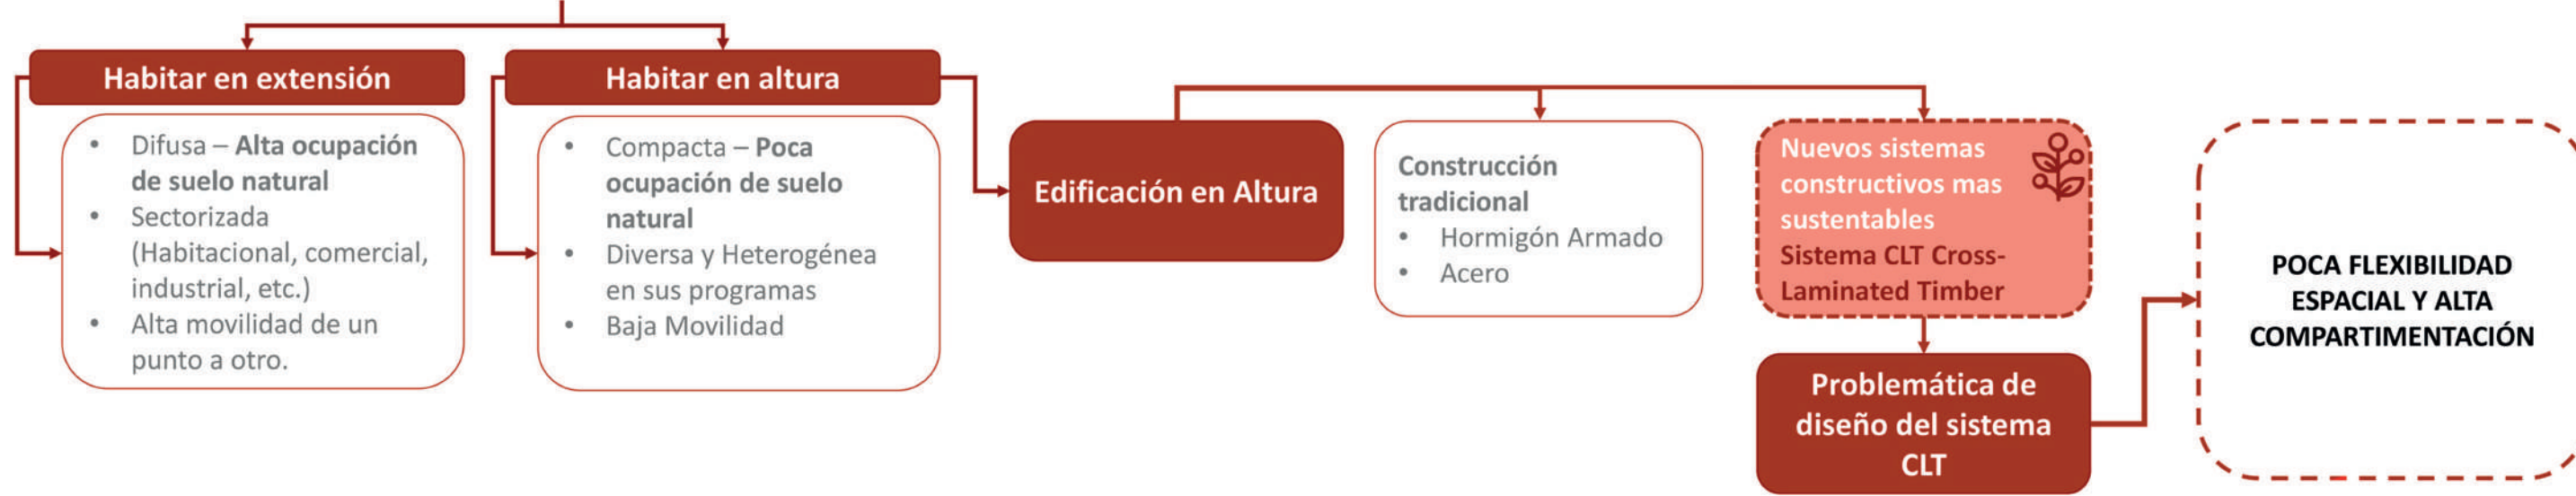 Habitar en extensión
• Difusa – Alta ocupación
de suelo natural
• Sectorizada
(Habitacional, comercial,
industrial, etc.)
• Alta movilidad de un
punto a otro.
Habitar en altura
• Compacta – Poca
ocupación de suelo
natural
• Diversa y Heterogénea
en sus programas
• Baja Movilidad
Edificación en Altura
Construcción
tradicional
• Hormigón Armado
• Acero
Nuevos sistemas
constructivos mas
sustentables
Sistema CLT Cross-
Laminated Timber
Problemática de
diseño del sistema
CLT
POCA FLEXIBILIDAD
ESPACIAL Y ALTA
COMPARTIMENTACIÓN